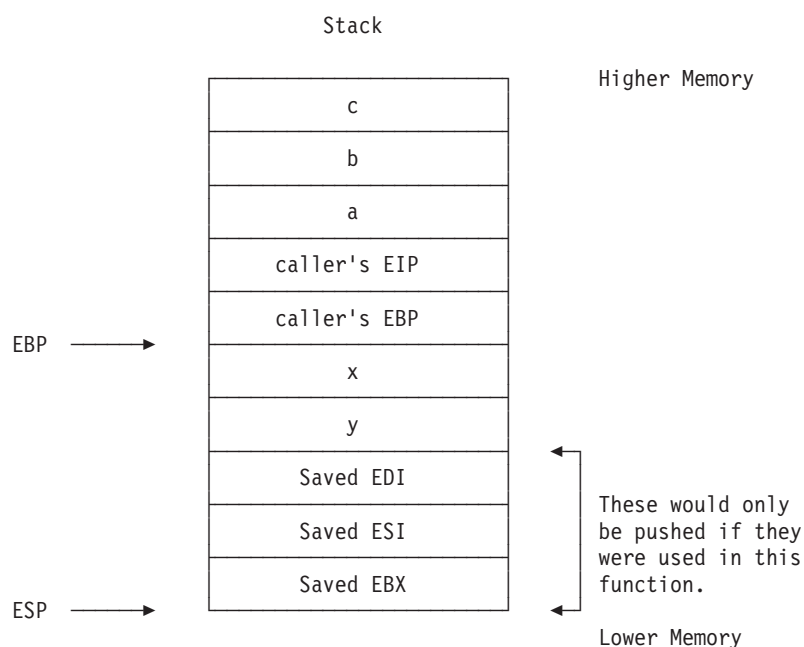 Stack
Higher Memory
c
b
a
caller's EIP
caller's EBP
EBP
x
y
Saved EDI
Saved ESI
Saved EBX
These would only
be pushed if they
were used in this
function.
ESP
Lower Memory